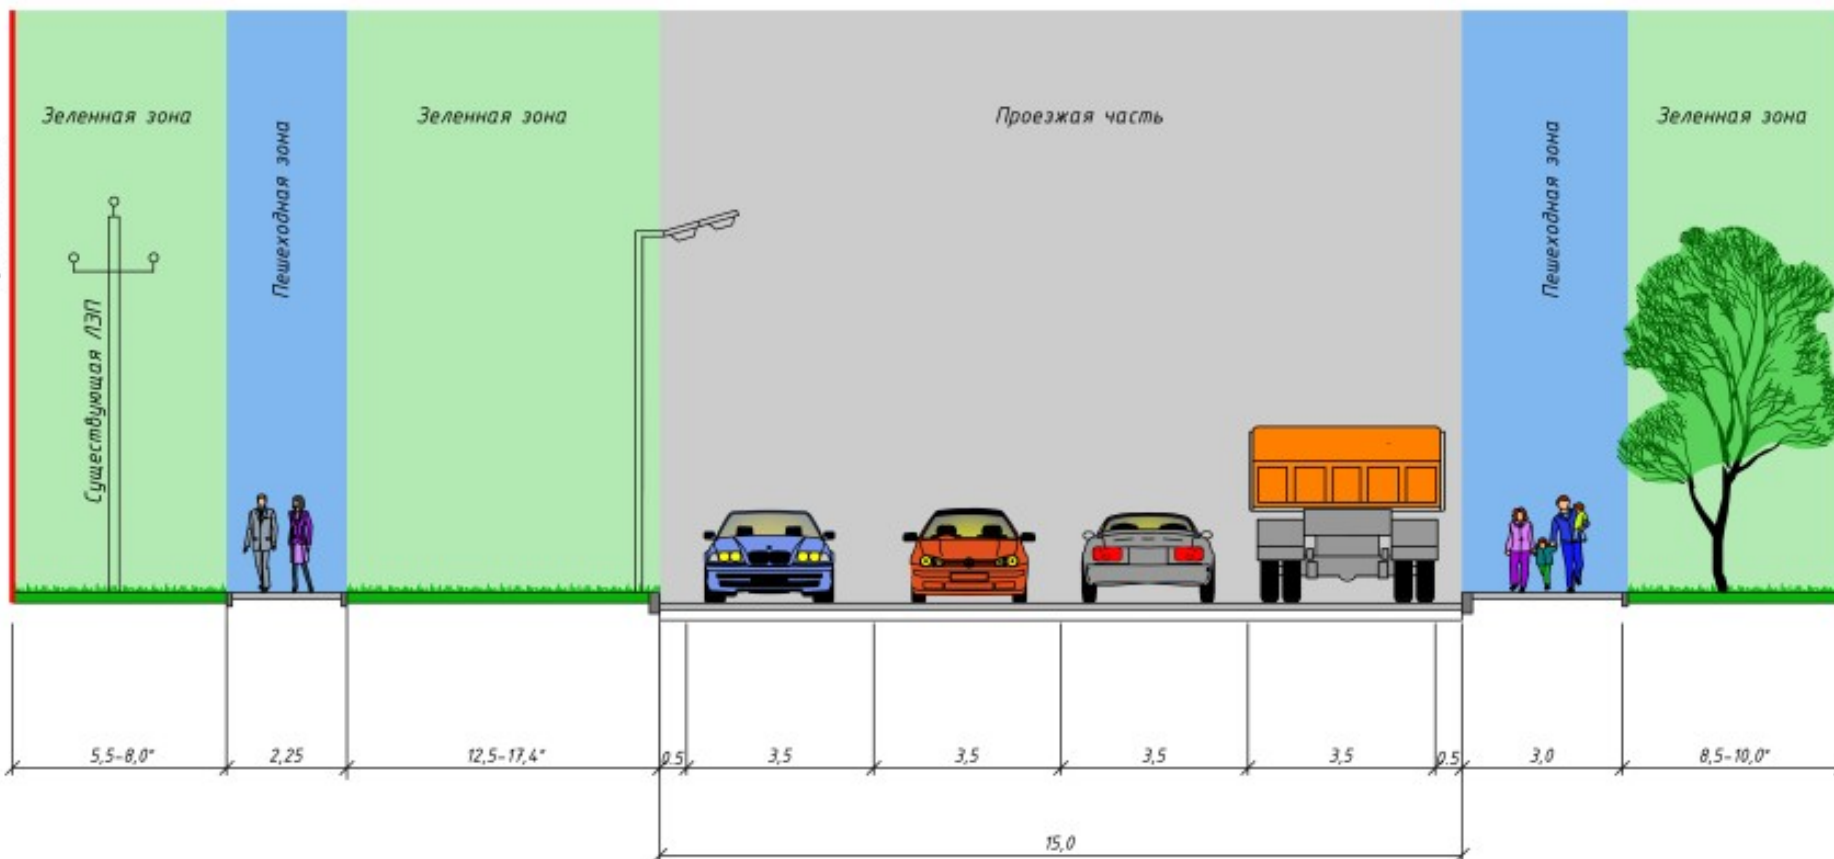 Зеленная зона
Пешеходная зона
Зеленная зона
Проезжая часть
Пешеходная зона
Зеленная зона
Существующая ЛЭП
5,5-8,0*
2,25
12,5-17,4*
0.5
3,5
3,5
3,5
3,5
0.5
3,0
8,5-10,0*
15,0